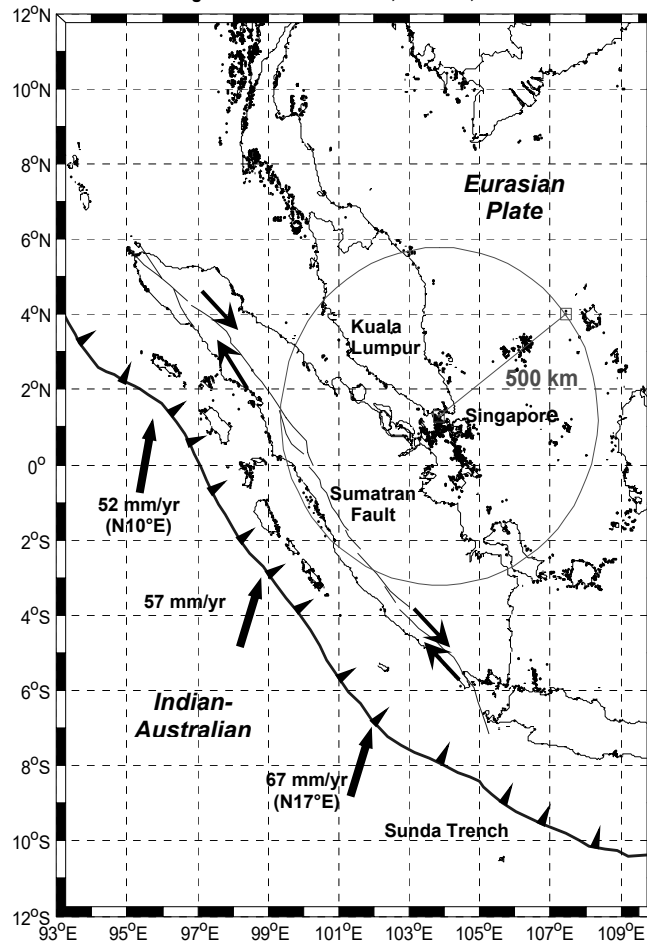 12°N
10°N
8°N
6°N
4°N
2°N
0°
2°S
4°S
6°S
8°S
10°S
12°S
Eurasian
Plate
Kuala
Lumpur
500 km
Singapore
Sumatran
Fault
52 mm/yr
(N10°E)
57 mm/yr
Indian-
Australian
67 mm/yr
(N17°E)
Sunda Trench
93°E 95°E 97°E 99°E 101°E 103°E 105°E 107°E 109°E